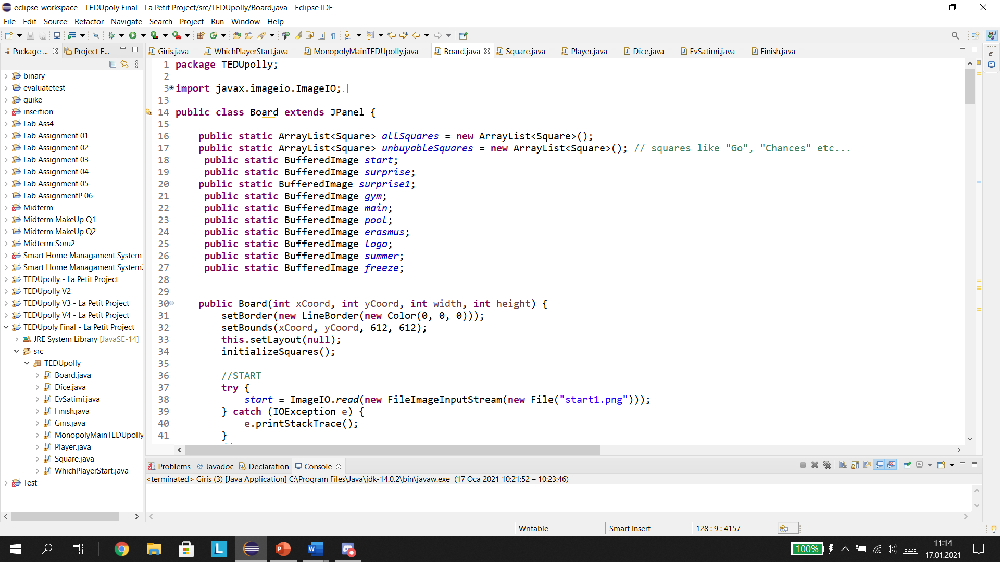 eclipse-workspace - TEDUpoly Final - La Petit Project/src/TEDUpolly/Board.java - Eclipse IDE
File Edit Source Refactor Navigate Search Project Run Window Help
Package ... Project E...
Giris.java WhichPlayerStart.java MonopolyMainTEDUpolly.java Board.java Square.java Player.java Dice.java EvSatimi.java Finish.java
binary
evaluatetest
guike
insertion
Lab Ass4
Lab Assignment 01
Lab Assignment 02
Lab Assignment 03
Lab Assignment 04
Lab Assignment 05
Lab AssignmentP 06
Midterm
Midterm MakeUp Q1
Midterm MakeUp Q2
Midterm Soru2
Smart Home Managament System
Smart Home Managament System2
TEDUpolly - La Petit Project
TEDUpolly V2
TEDUpolly V3 - La Petit Project
TEDUpolly V4 - La Petit Project
TEDUpoly Final - La Petit Project
JRE System Library [JavaSE-14]
src
TEDUpolly
Board.java
Dice.java
EvSatimi.java
Finish.java
Giris.java
MonopolyMainTEDUpolly
Player.java
Square.java
WhichPlayerStart.java
Test
1 package TEDUpolly;
2
3 import javax.imageio.ImageIO;
13
14 public class Board extends JPanel {
15
16 public static ArrayList<Square> allSquares = new ArrayList<Square>();
17 public static ArrayList<Square> unbuyableSquares = new ArrayList<Square>(); // squares like "Go", "Chances" etc...
18 public static BufferedImage start;
19 public static BufferedImage surprise;
20 public static BufferedImage surprise1;
21 public static BufferedImage gym;
22 public static BufferedImage main;
23 public static BufferedImage pool;
24 public static BufferedImage erasmus;
25 public static BufferedImage logo;
26 public static BufferedImage summer;
27 public static BufferedImage freeze;
28
29
30 public Board(int xCoord, int yCoord, int width, int height) {
31 setBorder(new LineBorder(new Color(0, 0, 0)));
32 setBounds(xCoord, yCoord, 612, 612);
33 this.setLayout(null);
34 initializeSquares();
35
36 //START
37 try {
38 start = ImageIO.read(new FileImageInputStream(new File("start1.png")));
39 } catch (IOException e) {
40 e.printStackTrace();
41 }
Problems Javadoc Declaration Console
<terminated> Giris (3) [Java Application] C:\Program Files\Java\jdk-14.0.2\bin\javaw.exe (17 Oca 2021 10:21:52 – 10:23:46)
Writable Smart Insert 128 : 9 : 4157
100% 11:14
17.01.2021